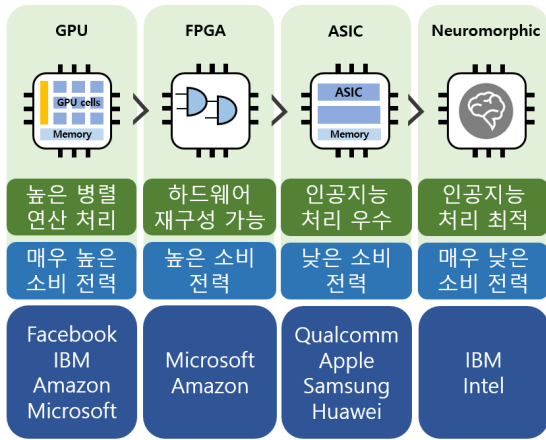 GPU
GPU cells
Memory
높은 병렬
연산 처리
매우 높은
소비 전력
Facebook
IBM
Amazon
Microsoft
FPGA
하드웨어
재구성 가능
높은 소비
전력
Microsoft
Amazon
ASIC
ASIC
Memory
인공지능
처리 우수
낮은 소비
전력
Qualcomm
Apple
Samsung
Huawei
Neuromorphic
인공지능
처리 최적
매우 낮은
소비 전력
IBM
Intel